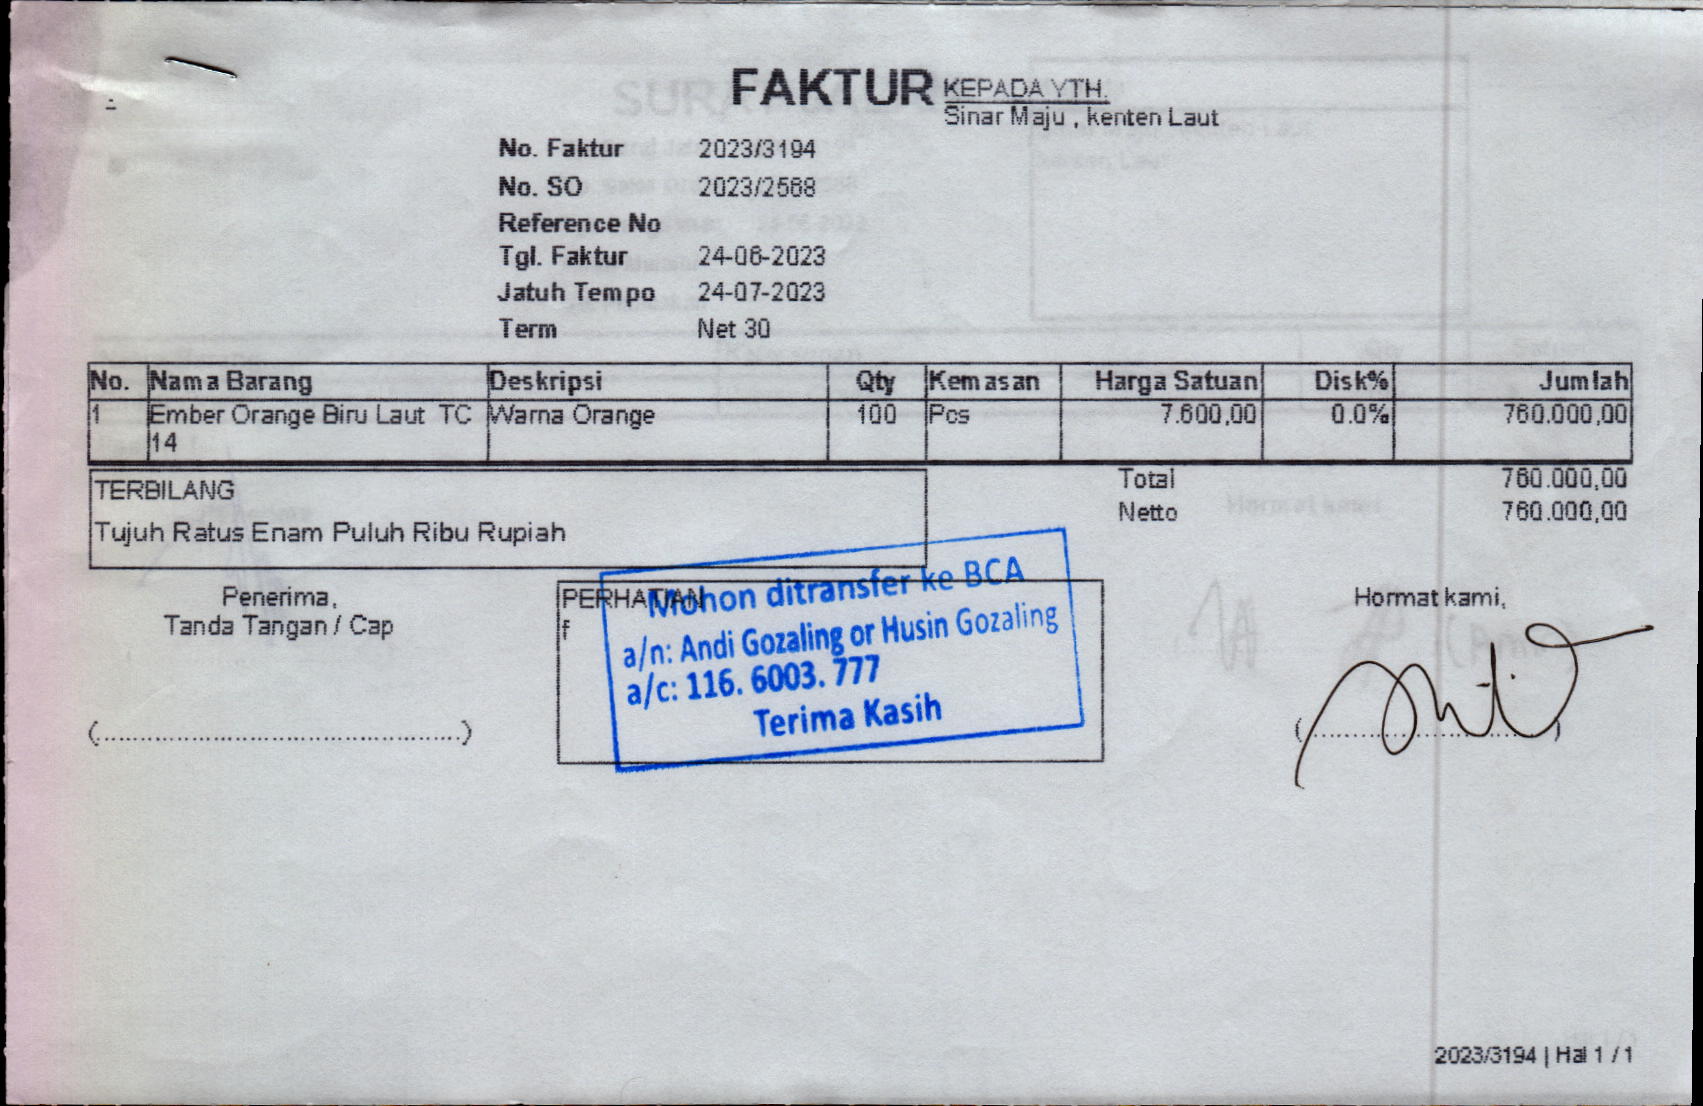 FAKTUR
KEPADA YTH.
Sinar Maju , kenten Laut
:
No. Faktur 2023/3194
No. SO 2023/2568
Reference No
Tgl. Faktur 24-06-2023
Jatuh Tempo 24-07-2023
Term Net 30
No. Nama Barang Deskripsi Qty Kemasan Harga Satuan Disk% Jumlah
1 Ember Orange Biru Laut TC Warna Orange 100 Pcs 7.600,00 0.0% 760.000,00
14
TERBILANG
Tujuh Ratus Enam Puluh Ribu Rupiah
Total 760.000,00
Netto 760.000,00
Penerima,
Tanda Tangan / Cap
(............................................)
PERHATIAN
f
Mohon ditransfer ke BCA
a/n: Andi Gozaling or Husin Gozaling
a/c: 116. 6003. 777
Terima Kasih
Hormat kami,
(..............................)
2023/3194 | Hal 1 / 1